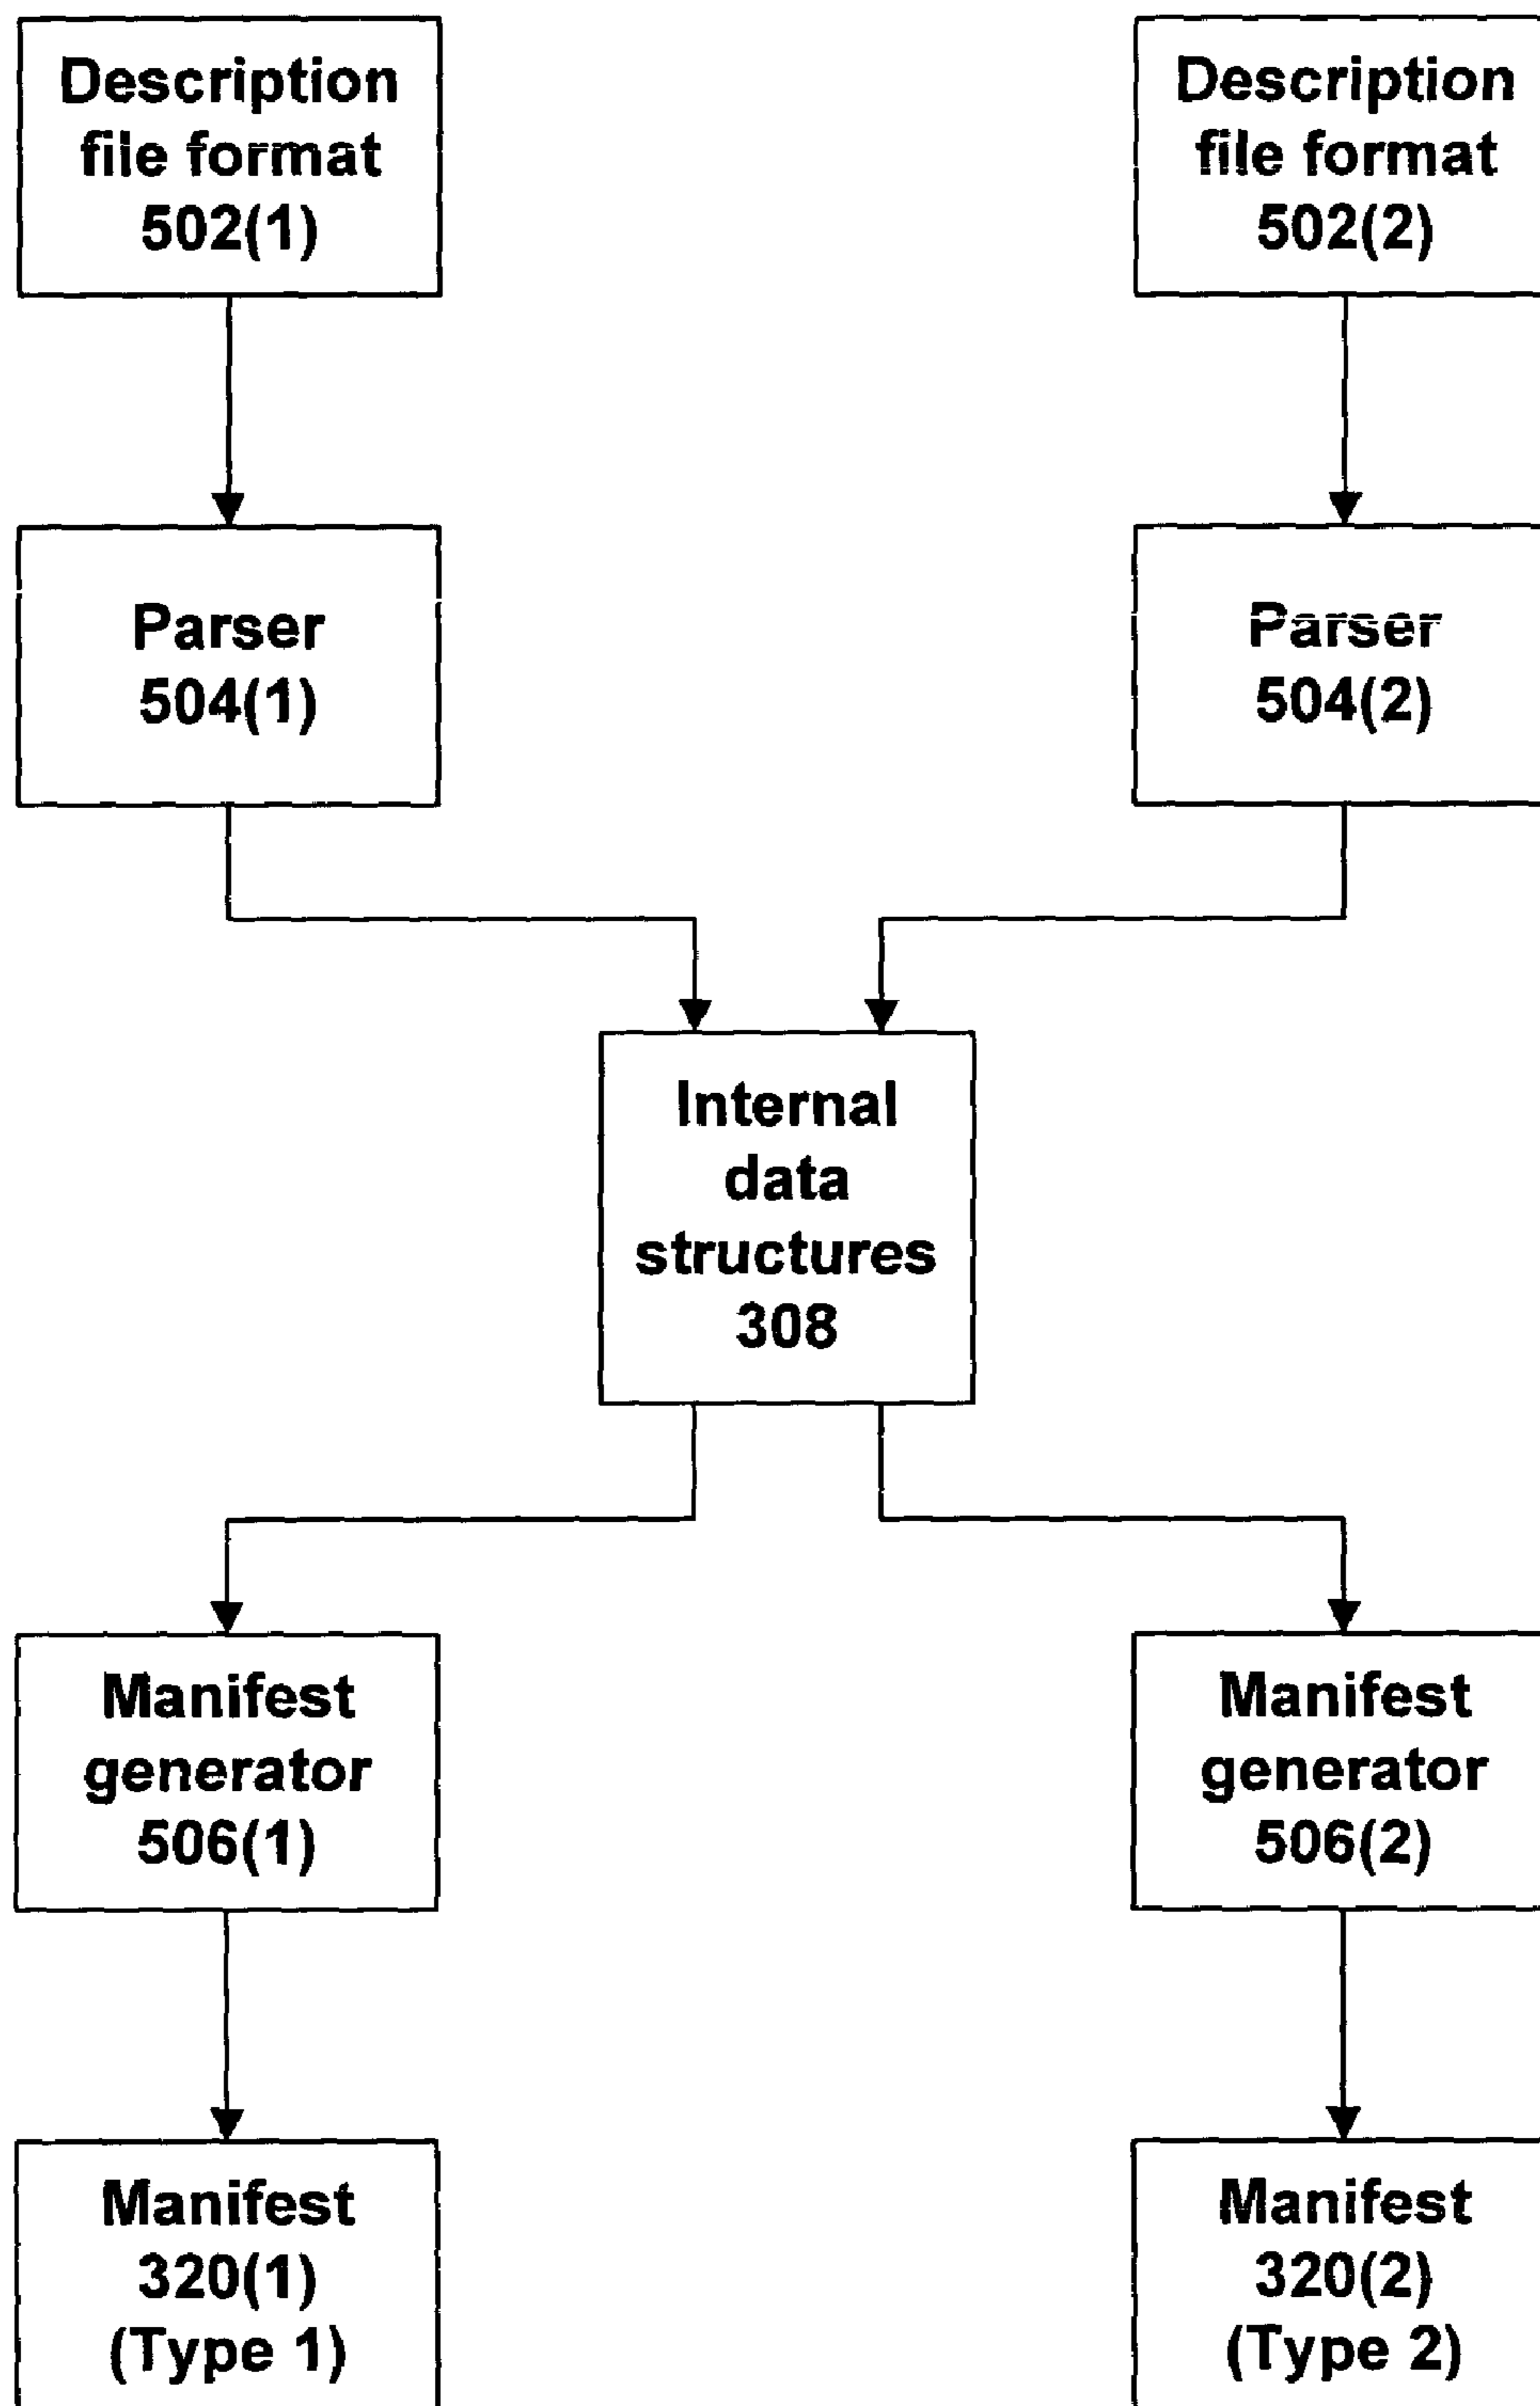 Description
file format
502(1)
Description
file format
502(2)
Parser
504(1)
Parser
504(2)
Internal
data
structures
308
Manifest
generator
506(1)
Manifest
generator
506(2)
Manifest
320(1)
(Type 1)
Manifest
320(2)
(Type 2)